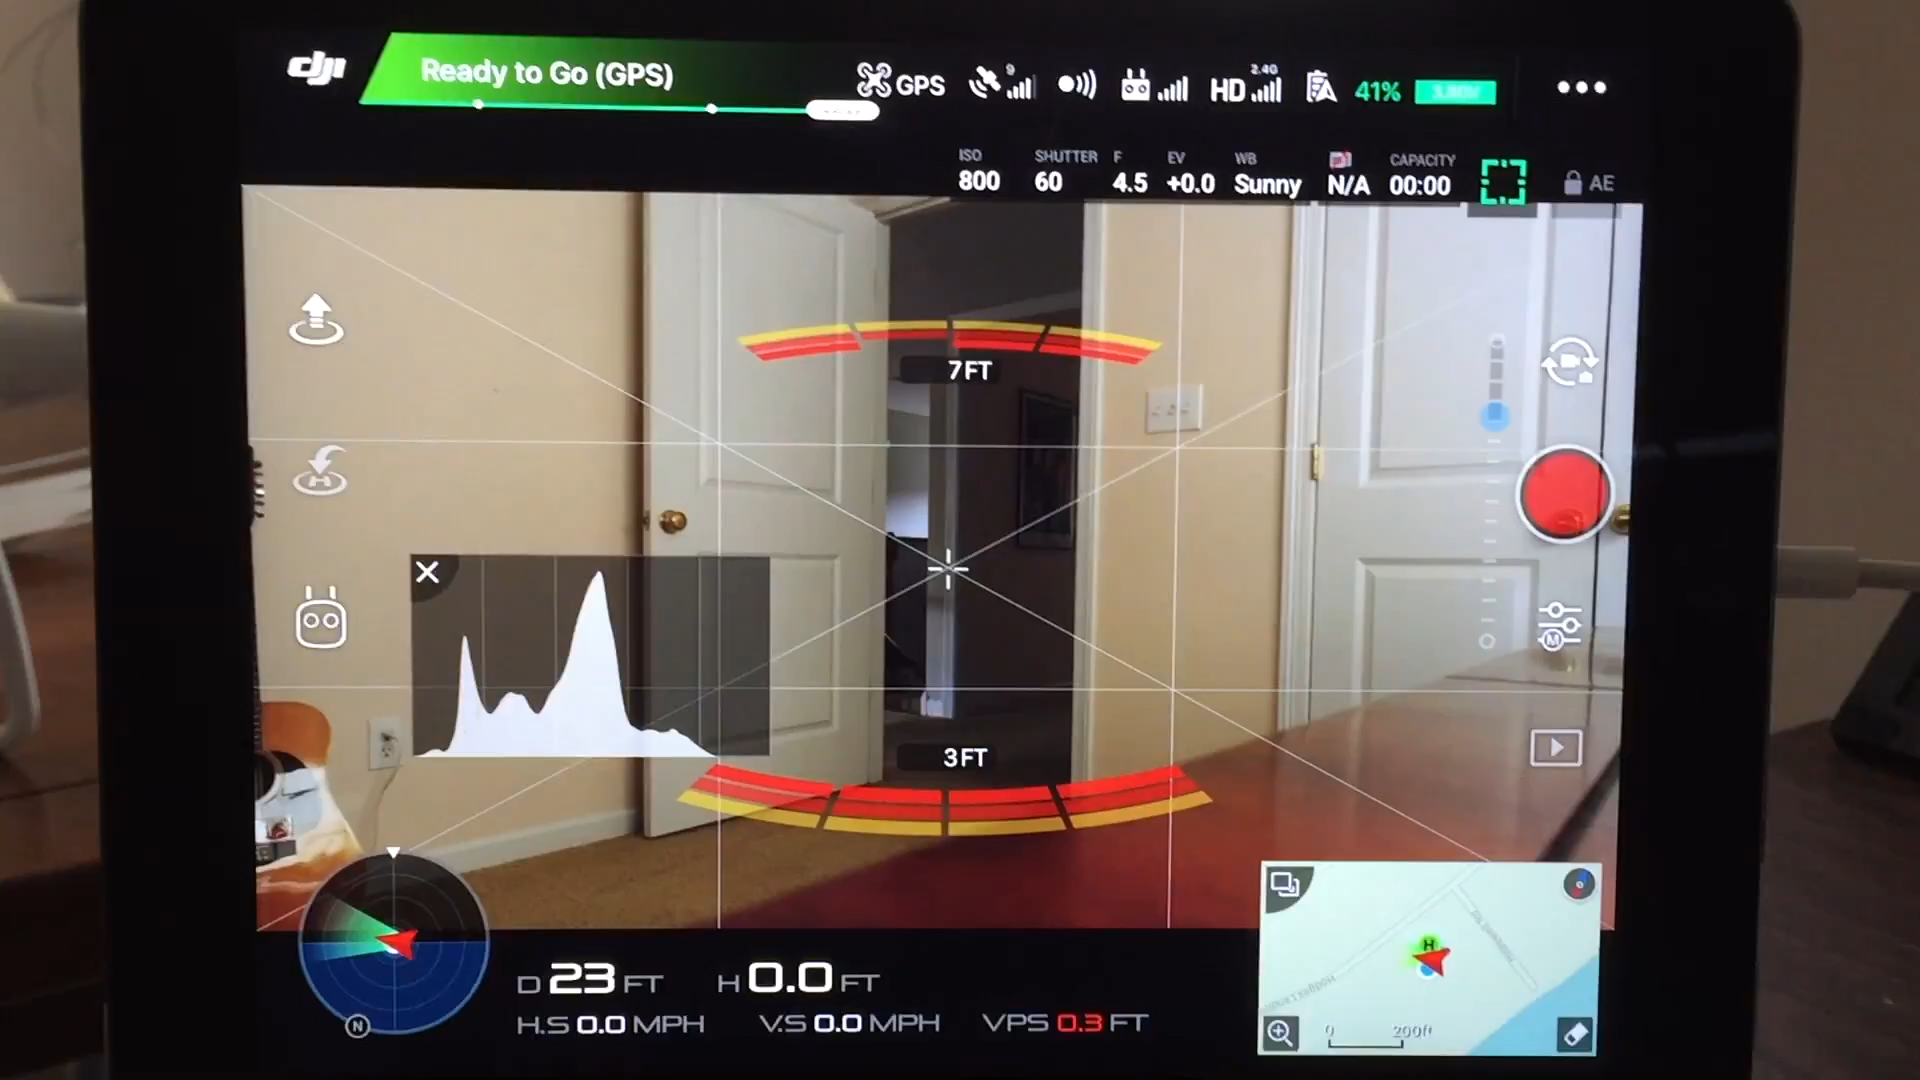 dji
Ready to Go (GPS)
GPS
9
HD
2.4G
41%
ISO
800
SHUTTER
60
F
4.5
EV
+0.0
WB
Sunny
N/A
CAPACITY
00:00
AE
7FT
3FT
M
N
D 23 FT H 0.0 FT
H.S 0.0 MPH V.S 0.0 MPH VPS 0.3 FT
H
0 200ft